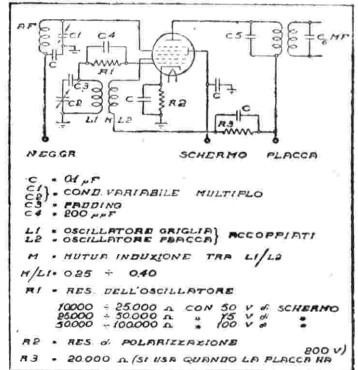 AF
C1
C4
C5
C6 MF
C
R1
C3
C
C2
L1 M L2
C
R2
C
C
R3
NEGGR SCHERMO PLACCA
C = 0.1 µF
C1
C2 } = COND. VARIABILE MULTIPLO
C3 = PADDING
C4 = 200 µµF
L1 = OSCILLATORE GRIGLIA
L2 = OSCILLATORE PLACCA } ACCOPPIATI
M = MUTUA INDUZIONE TRA L1/L2
M/L1 = 0.25 ÷ 0.40
R1 = RES. DELL'OSCILLATORE
10000 ÷ 25.000 Ω CON 50 V di SCHERMO
25.000 ÷ 50.000 Ω " 75 V di "
50.000 ÷ 100.000 Ω " 100 V di "
R2 = RES. di POLARIZZAZIONE
200 V)
R3 = 20.000 Ω (SI USA QUANDO LA PLACCA HA